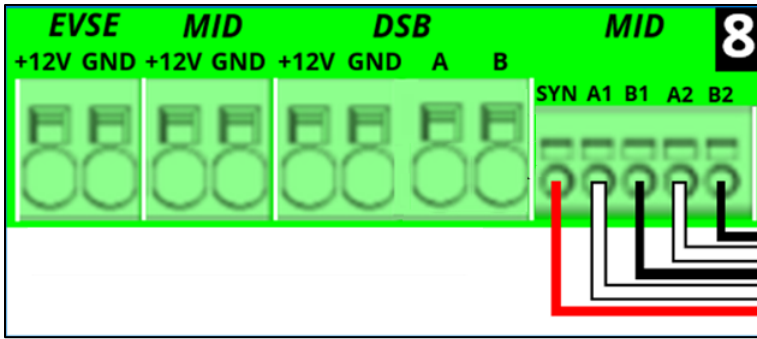 EVSE MID DSB MID 8
+12V GND +12V GND +12V GND A B
SYN A1 B1 A2 B2